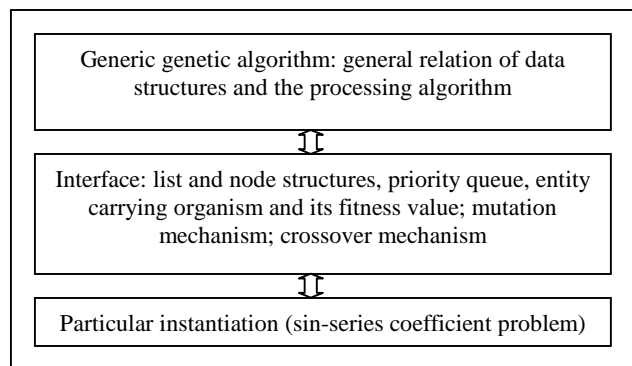 Generic genetic algorithm: general relation of data
structures and the processing algorithm
Interface: list and node structures, priority queue, entity
carrying organism and its fitness value; mutation
mechanism; crossover mechanism
Particular instantiation (sin-series coefficient problem)